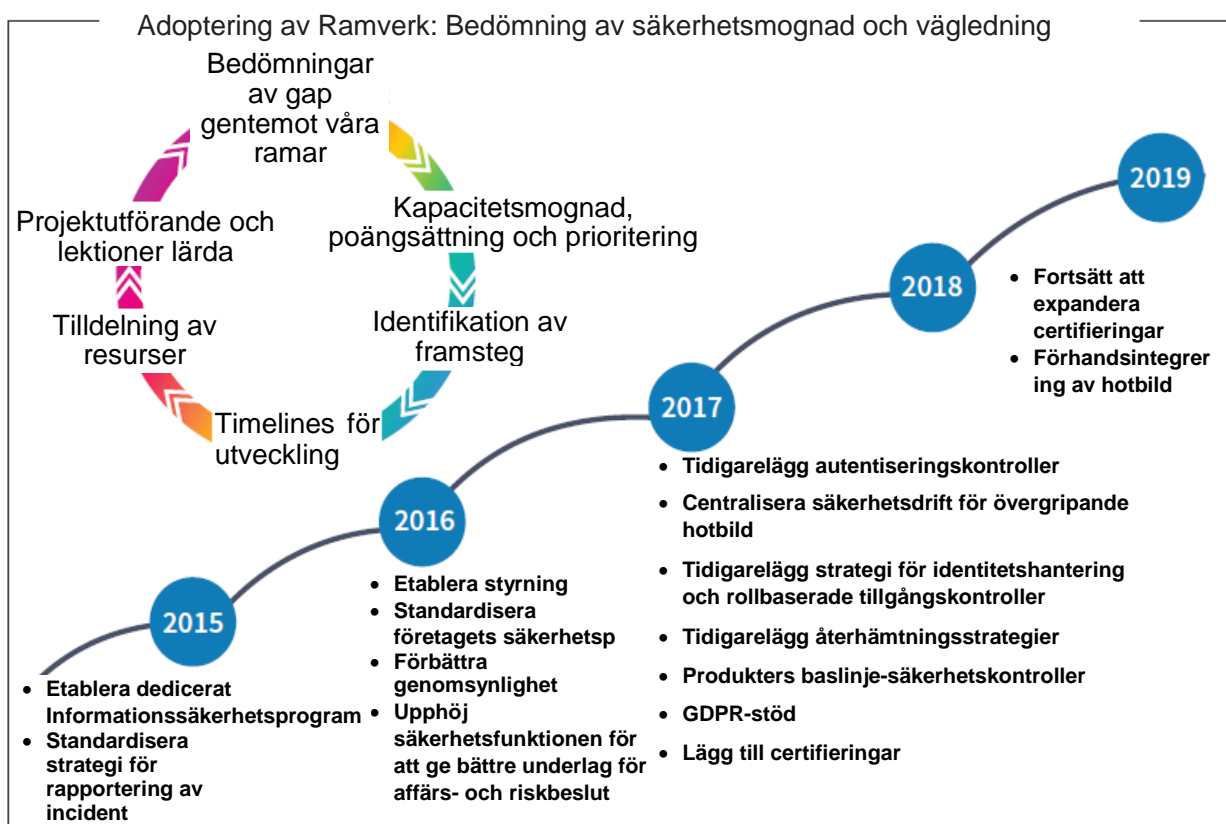 Adoptering av Ramverk: Bedömning av säkerhetsmognad och vägledning
Bedömningar
av gap
gentemot våra
ramar
Kapacitetsmognad,
poängsättning och prioritering
Identifikation av
framsteg
Timelines för
utveckling
Tilldelning av
resurser
Projektutförande och
lektioner lärda
2015
• Etablera dedicerat
Informationssäkerhetsprogram
• Standardisera
strategi för
rapportering av
incident
2016
• Etablera styrning
• Standardisera
företagets säkerhetsp
• Förbättra
genomsynlighet
• Upphöj
säkerhetsfunktionen för
att ge bättre underlag för
affärs- och riskbeslut
2017
• Tidigarelägg autentiseringskontroller
• Centralisera säkerhetsdrift för övergripande
hotbild
• Tidigarelägg strategi för identitetshantering
och rollbaserade tillgångskontroller
• Tidigarelägg återhämtningsstrategier
• Produkters baslinje-säkerhetskontroller
• GDPR-stöd
• Lägg till certifieringar
2018
2019
• Fortsätt att
expandera
certifieringar
• Förhandsintegrer
ing av hotbild